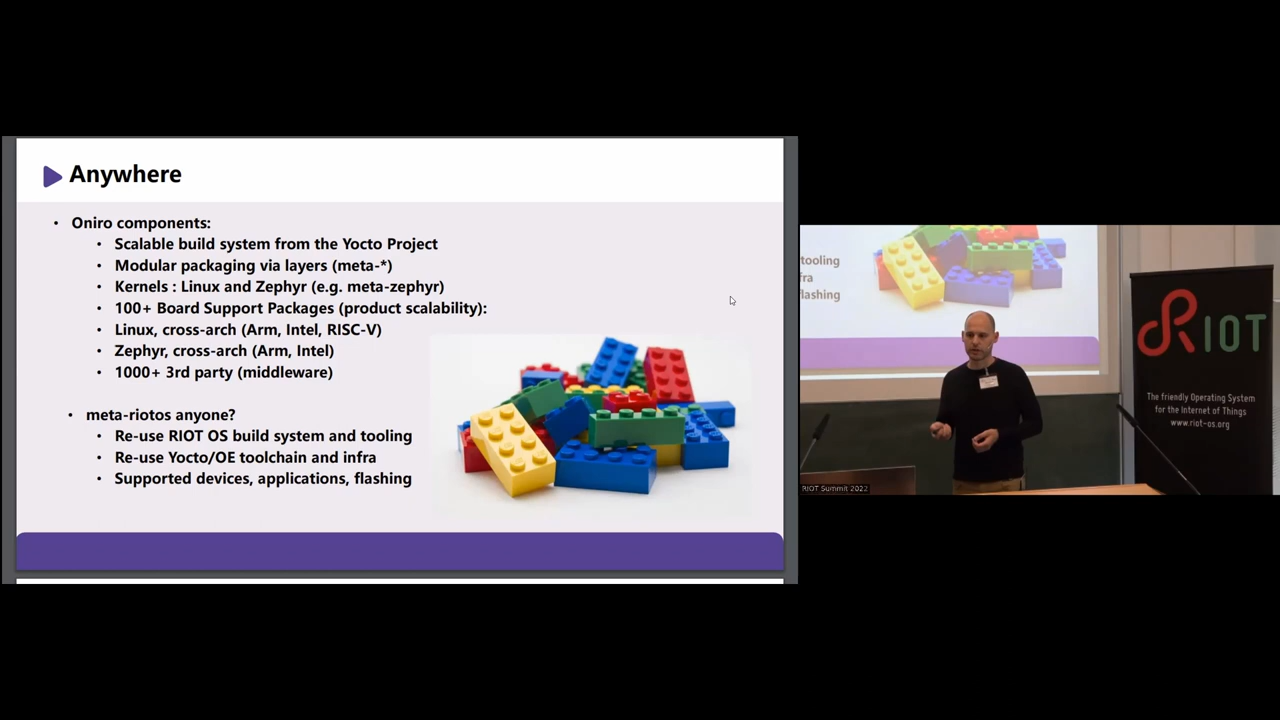 Anywhere
• Oniro components:
• Scalable build system from the Yocto Project
• Modular packaging via layers (meta-*)
• Kernels : Linux and Zephyr (e.g. meta-zephyr)
• 100+ Board Support Packages (product scalability):
• Linux, cross-arch (Arm, Intel, RISC-V)
• Zephyr, cross-arch (Arm, Intel)
• 1000+ 3rd party (middleware)
• meta-riotos anyone?
• Re-use RIOT OS build system and tooling
• Re-use Yocto/OE toolchain and infra
• Supported devices, applications, flashing
tooling
fra
lashing
RIOT
The friendly Operating System
for the Internet of Things
www.riot-os.org
RIOT Summit 2022